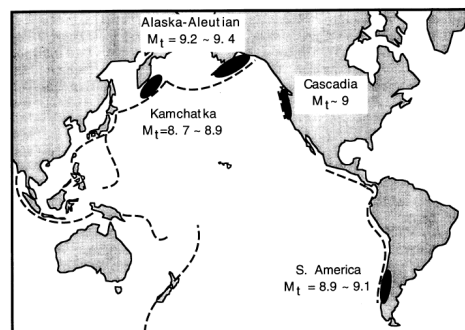 Alaska-Aleutian
Mt = 9.2 ~ 9. 4
Cascadia
Mt~ 9
Kamchatka
Mt=8. 7 ~ 8.9
S. America
Mt = 8.9 ~ 9.1